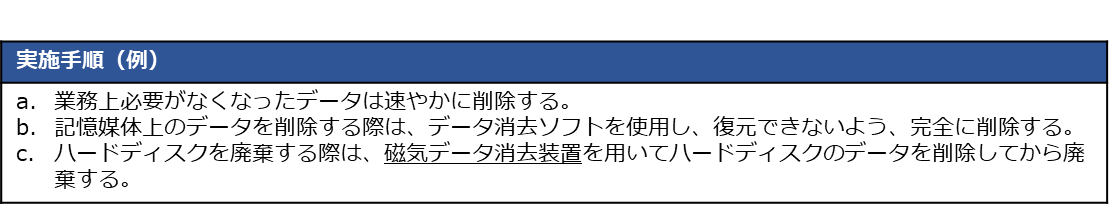 実施手順（例）
a. 業務上必要がなくなったデータは速やかに削除する。
b. 記憶媒体上のデータを削除する際は、データ消去ソフトを使用し、復元できないよう、完全に削除する。
c. ハードディスクを廃棄する際は、磁気データ消去装置を用いてハードディスクのデータを削除してから廃
棄する。